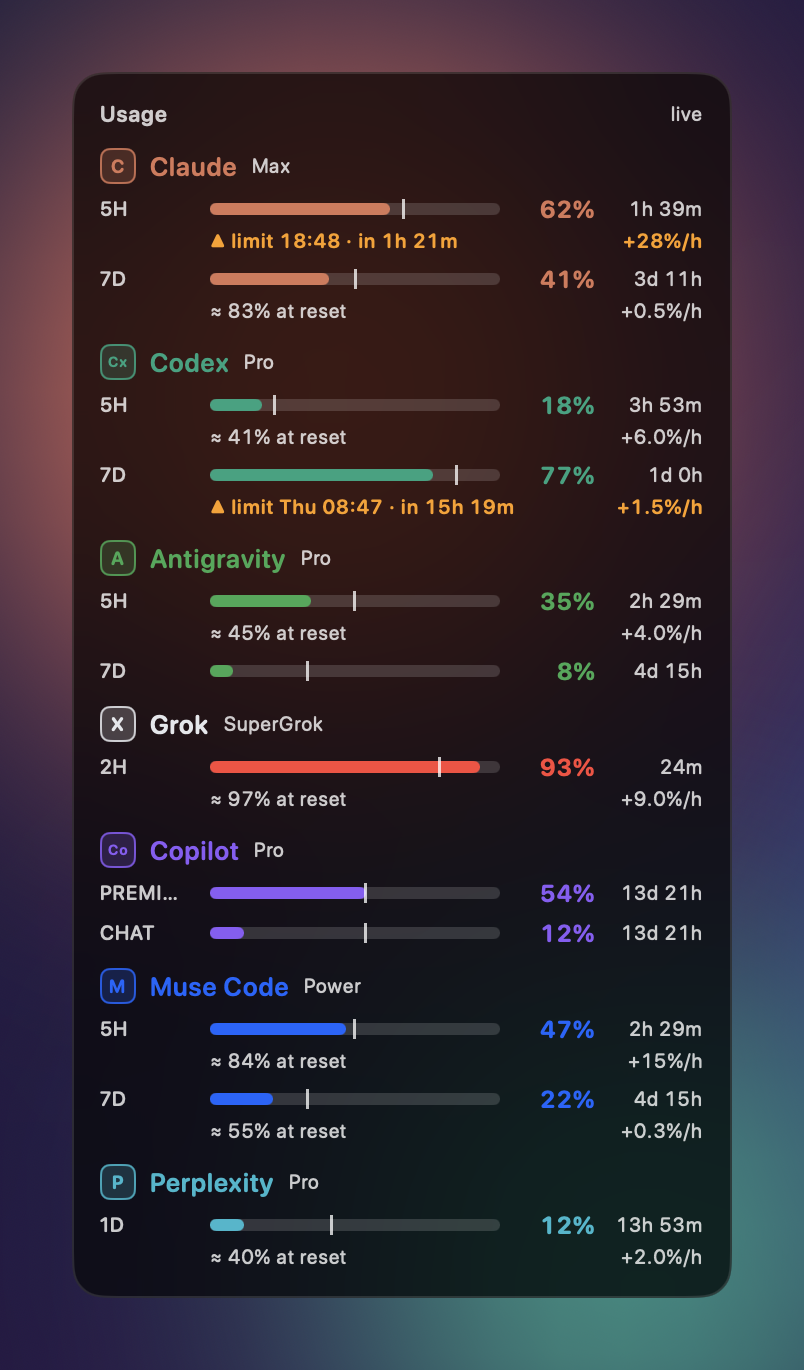 Usage live
C Claude Max
5H 62% 1h 39m
▲ limit 18:48 · in 1h 21m +28%/h
7D 41% 3d 11h
≈ 83% at reset +0.5%/h
Cx Codex Pro
5H 18% 3h 53m
≈ 41% at reset +6.0%/h
7D 77% 1d 0h
▲ limit Thu 08:47 · in 15h 19m +1.5%/h
A Antigravity Pro
5H 35% 2h 29m
≈ 45% at reset +4.0%/h
7D 8% 4d 15h
X Grok SuperGrok
2H 93% 24m
≈ 97% at reset +9.0%/h
Co Copilot Pro
PREMI... 54% 13d 21h
CHAT 12% 13d 21h
M Muse Code Power
5H 47% 2h 29m
≈ 84% at reset +15%/h
7D 22% 4d 15h
≈ 55% at reset +0.3%/h
P Perplexity Pro
1D 12% 13h 53m
≈ 40% at reset +2.0%/h